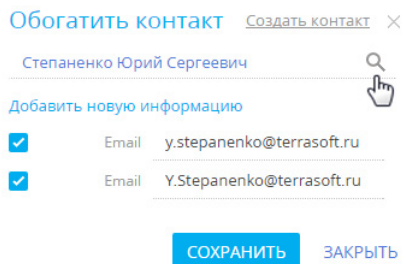 Обогатить контакт Создать контакт
Степаненко Юрий Сергеевич
Добавить новую информацию
Email y.stepanenko@terrasoft.ru
Email Y.Stepanenko@terrasoft.ru
СОХРАНИТЬ ЗАКРЫТЬ